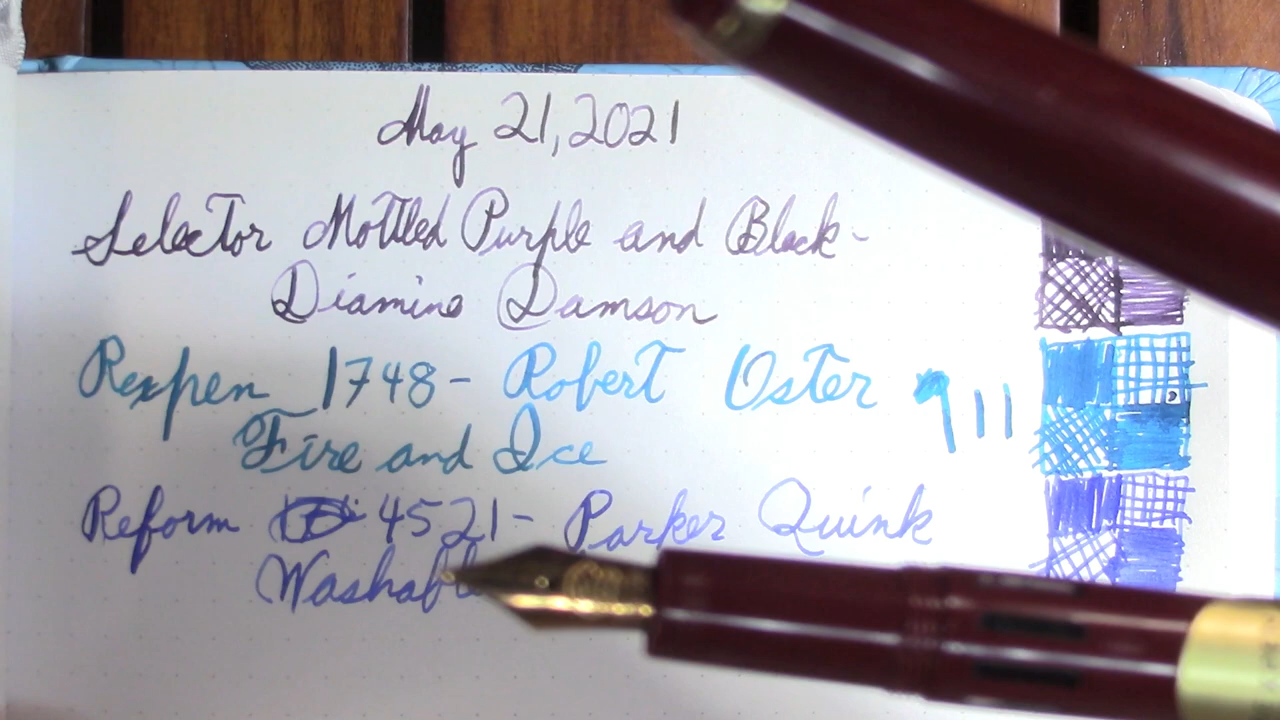 May 21, 2021
Selector Mottled Purple and Black-
Diamine Damson
Rexpen 1748- Robert Oster 911
Fire and Ice
Reform 4521- Parker Quink
Washabl